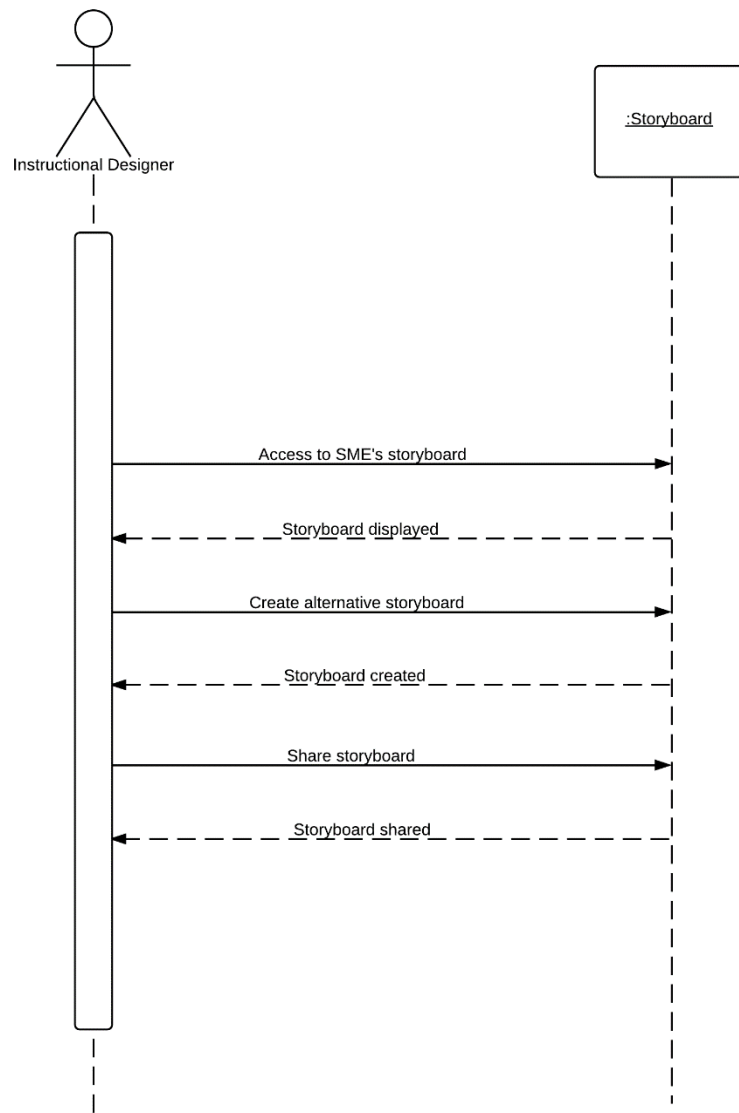 :Storyboard
Instructional Designer
Access to SME's storyboard
Storyboard displayed
Create alternative storyboard
Storyboard created
Share storyboard
Storyboard shared